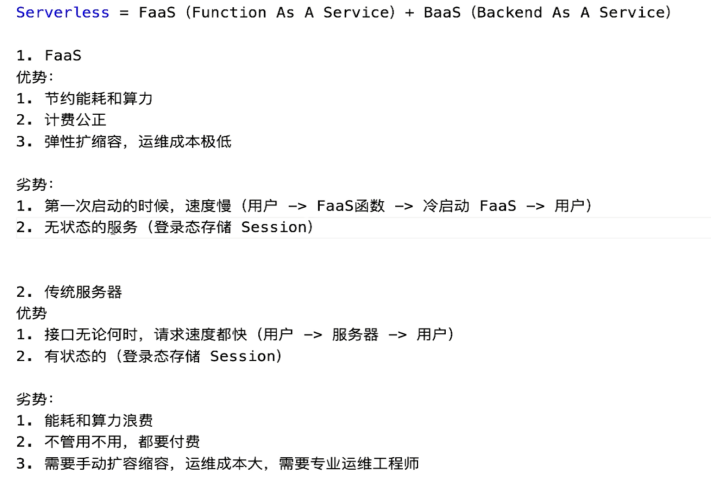 Serverless = FaaS（Function As A Service）+ BaaS（Backend As A Service）
1. FaaS
优势：
1. 节约能耗和算力
2. 计费公正
3. 弹性扩缩容，运维成本极低
劣势：
1. 第一次启动的时候，速度慢（用户 -> FaaS函数 -> 冷启动 FaaS -> 用户）
2. 无状态的服务（登录态存储 Session）
2. 传统服务器
优势
1. 接口无论何时，请求速度都快（用户 -> 服务器 -> 用户）
2. 有状态的（登录态存储 Session）
劣势：
1. 能耗和算力浪费
2. 不管用不用，都要付费
3. 需要手动扩容缩容，运维成本大，需要专业运维工程师